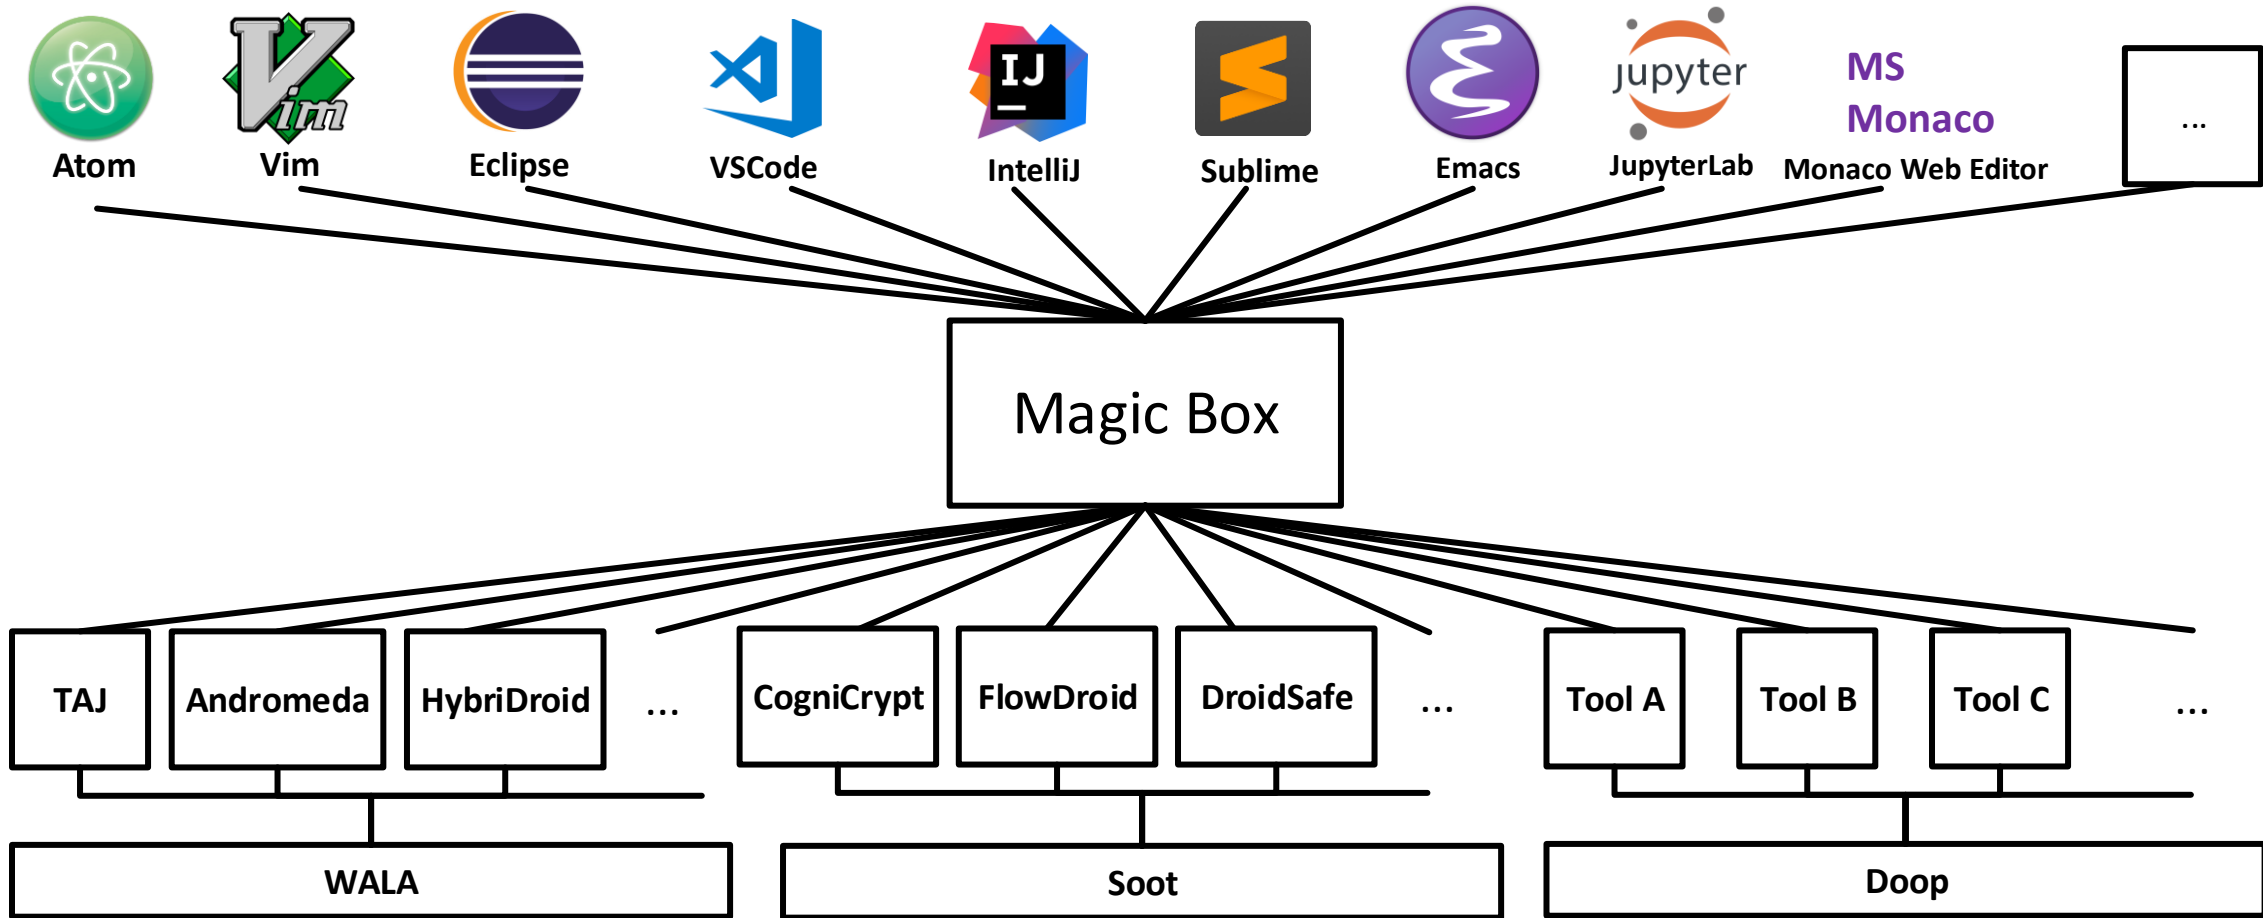 Vim
IJ
jupyter
MS
Monaco
...
Atom
Vim
Eclipse
VSCode
IntelliJ
Sublime
Emacs
JupyterLab
Monaco Web Editor
Magic Box
TAJ
Andromeda
HybriDroid
...
CogniCrypt
FlowDroid
DroidSafe
...
Tool A
Tool B
Tool C
...
WALA
Soot
Doop